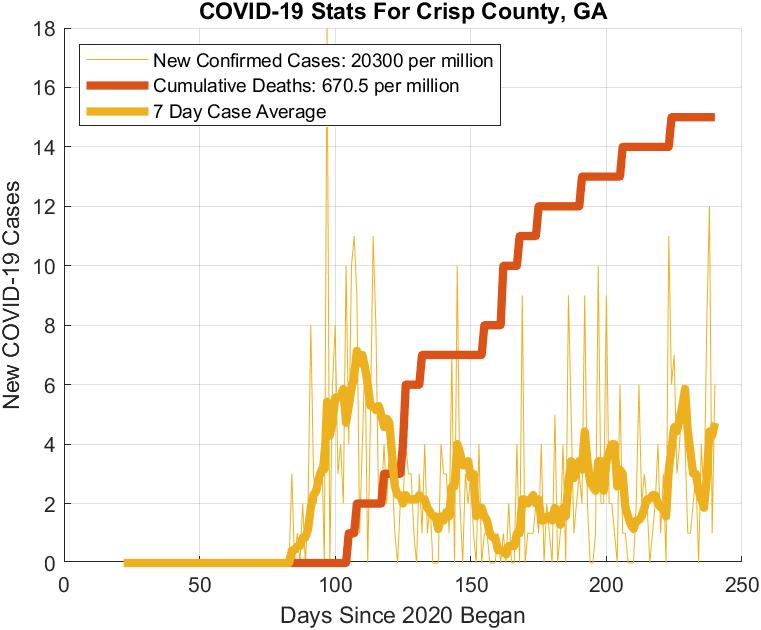 COVID-19 Stats For Crisp County, GA
New Confirmed Cases: 20300 per million
Cumulative Deaths: 670.5 per million
7 Day Case Average
New COVID-19 Cases
18
16
14
12
10
8
6
4
2
0
0 50 100 150 200 250
Days Since 2020 Began